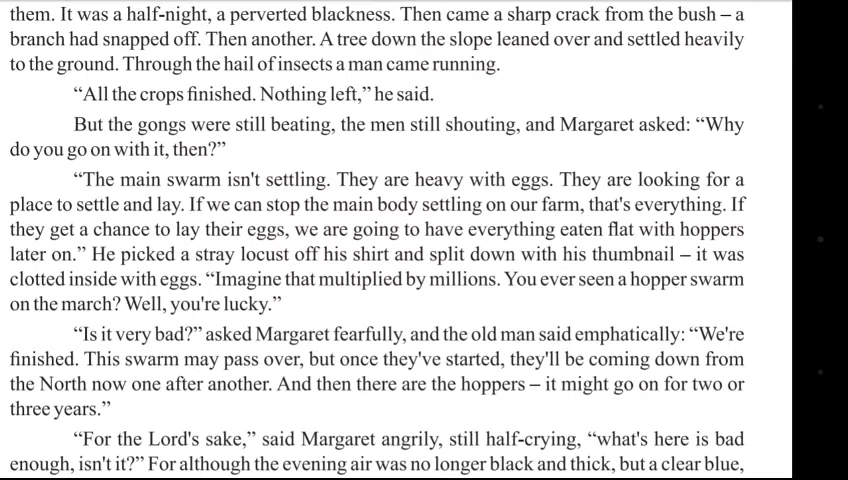 them. It was a half-night, a perverted blackness. Then came a sharp crack from the bush – a
branch had snapped off. Then another. A tree down the slope leaned over and settled heavily
to the ground. Through the hail of insects a man came running.
“All the crops finished. Nothing left,” he said.
But the gongs were still beating, the men still shouting, and Margaret asked: “Why
do you go on with it, then?”
“The main swarm isn't settling. They are heavy with eggs. They are looking for a
place to settle and lay. If we can stop the main body settling on our farm, that's everything. If
they get a chance to lay their eggs, we are going to have everything eaten flat with hoppers
later on.” He picked a stray locust off his shirt and split down with his thumbnail – it was
clotted inside with eggs. “Imagine that multiplied by millions. You ever seen a hopper swarm
on the march? Well, you're lucky.”
“Is it very bad?” asked Margaret fearfully, and the old man said emphatically: “We're
finished. This swarm may pass over, but once they've started, they'll be coming down from
the North now one after another. And then there are the hoppers – it might go on for two or
three years.”
“For the Lord's sake,” said Margaret angrily, still half-crying, “what's here is bad
enough, isn't it?” For although the evening air was no longer black and thick, but a clear blue,